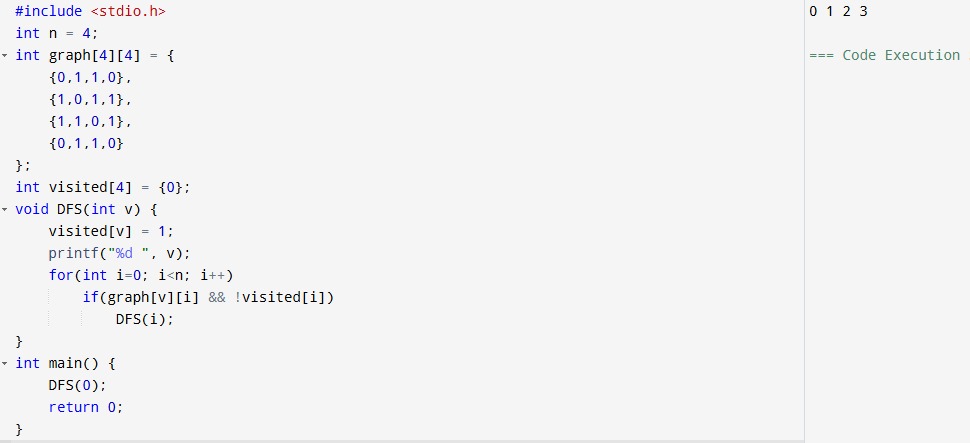 #include <stdio.h>
int n = 4;
int graph[4][4] = {
    {0,1,1,0},
    {1,0,1,1},
    {1,1,0,1},
    {0,1,1,0}
};
int visited[4] = {0};
void DFS(int v) {
    visited[v] = 1;
    printf("%d ", v);
    for(int i=0; i<n; i++)
        if(graph[v][i] && !visited[i])
            DFS(i);
}
int main() {
    DFS(0);
    return 0;
}
0 1 2 3
=== Code Execution